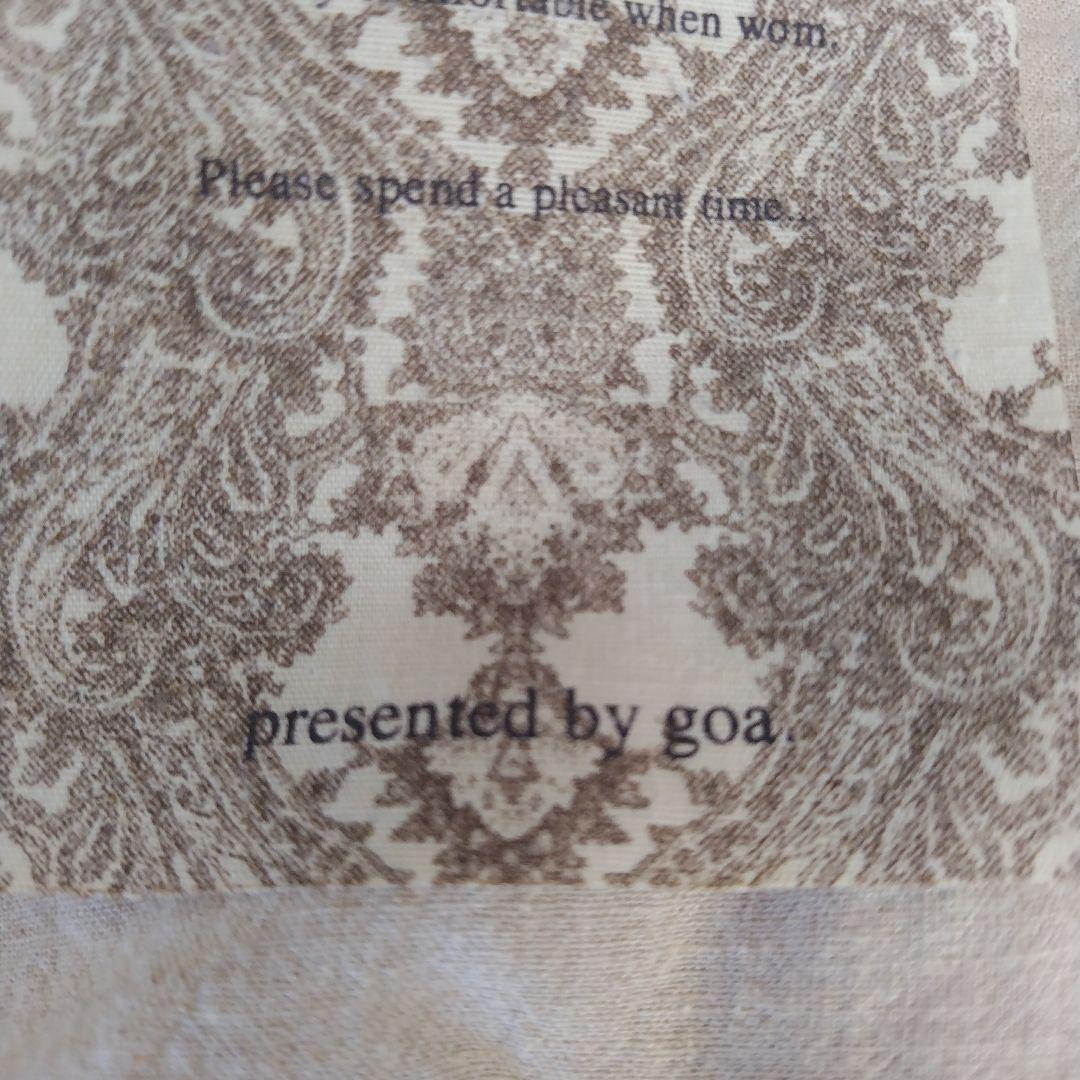 when wom.
Please spend a pleasant time...
presented by goa.